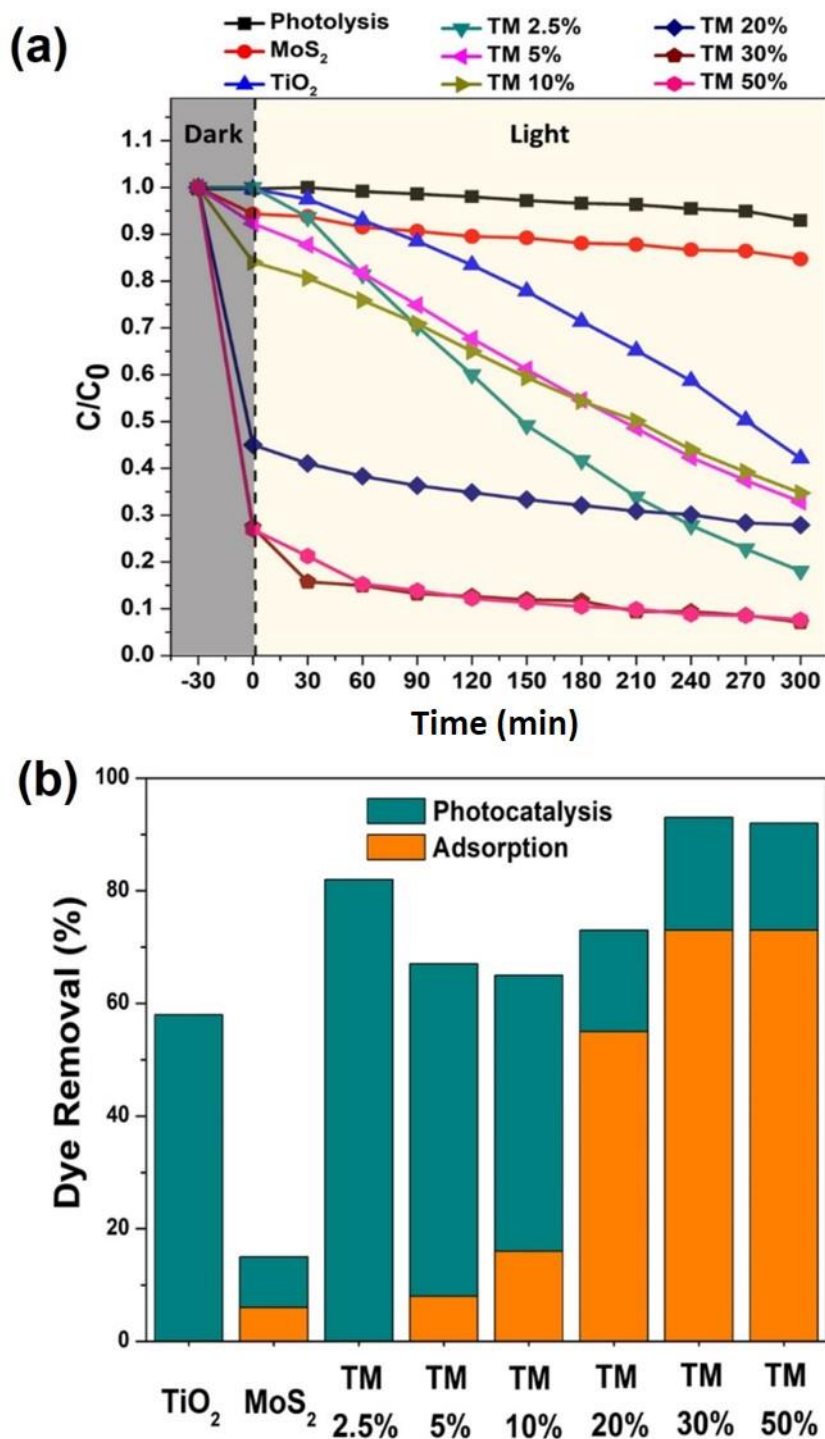 (a)
Photolysis
MoS₂
TiO₂
TM 2.5%
TM 5%
TM 10%
TM 20%
TM 30%
TM 50%
Dark
Light
1.1
1.0
0.9
0.8
0.7
0.6
0.5
0.4
0.3
0.2
0.1
0.0
C/C₀
-30 0 30 60 90 120 150 180 210 240 270 300
Time (min)
(b)
Photocatalysis
Adsorption
100
80
60
40
20
0
Dye Removal (%)
TiO₂ MoS₂ TM TM TM TM TM TM
2.5% 5% 10% 20% 30% 50%